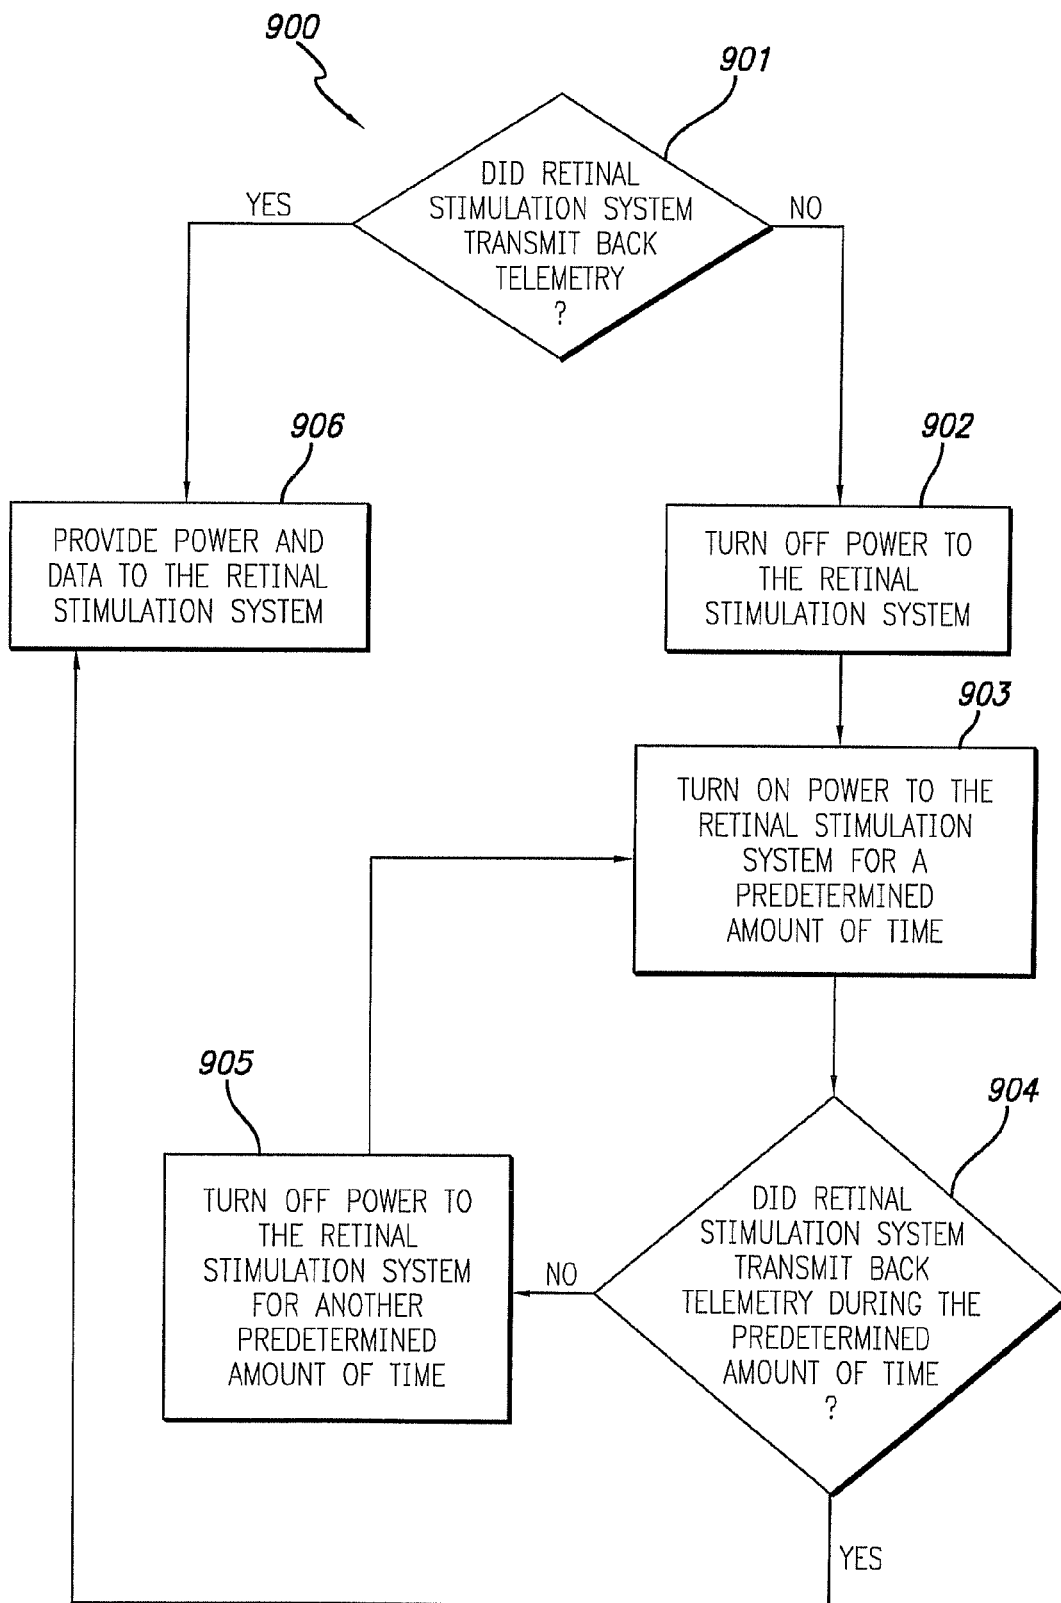 900
901
DID RETINAL
STIMULATION SYSTEM
TRANSMIT BACK
TELEMETRY
?
YES
NO
906
PROVIDE POWER AND
DATA TO THE RETINAL
STIMULATION SYSTEM
902
TURN OFF POWER TO
THE RETINAL
STIMULATION SYSTEM
903
TURN ON POWER TO THE
RETINAL STIMULATION
SYSTEM FOR A
PREDETERMINED
AMOUNT OF TIME
904
DID RETINAL
STIMULATION SYSTEM
TRANSMIT BACK
TELEMETRY DURING THE
PREDETERMINED
AMOUNT OF TIME
?
NO
905
TURN OFF POWER TO
THE RETINAL
STIMULATION SYSTEM
FOR ANOTHER
PREDETERMINED
AMOUNT OF TIME
YES